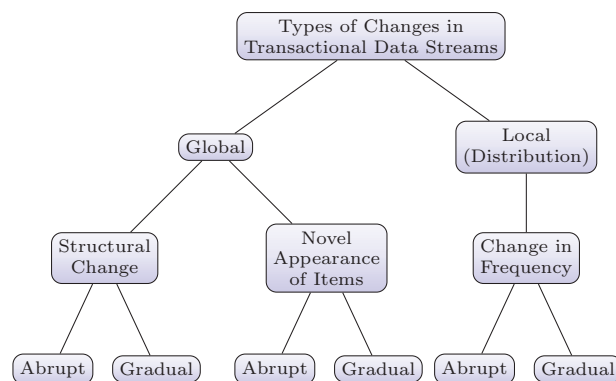 Types of Changes in
Transactional Data Streams
Global
Local
(Distribution)
Structural
Change
Novel
Appearance
of Items
Change in
Frequency
Abrupt
Gradual
Abrupt
Gradual
Abrupt
Gradual